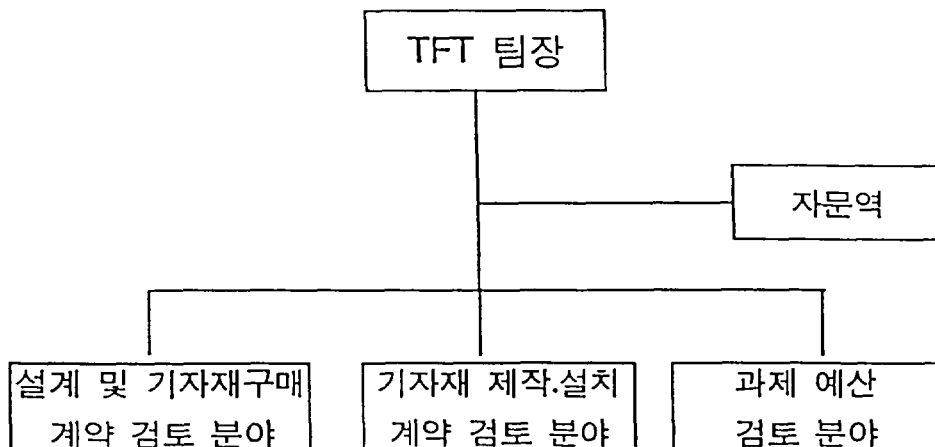 TFT 팀장
자문역
설계 및 기자재구매
계약 검토 분야
기자재 제작.설치
계약 검토 분야
과제 예산
검토 분야